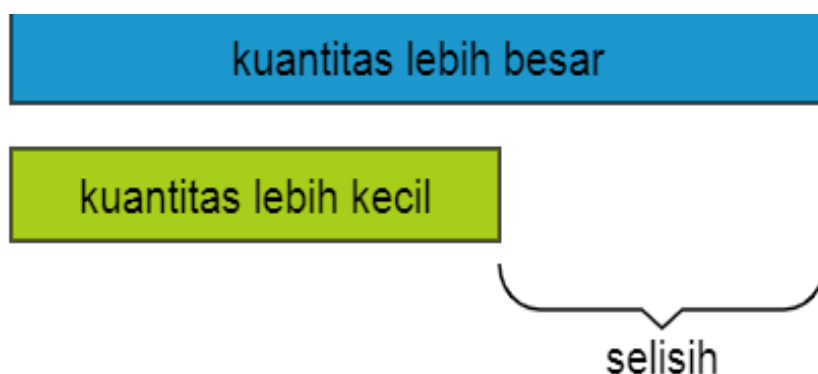 kuantitas lebih besar
kuantitas lebih kecil
selisih